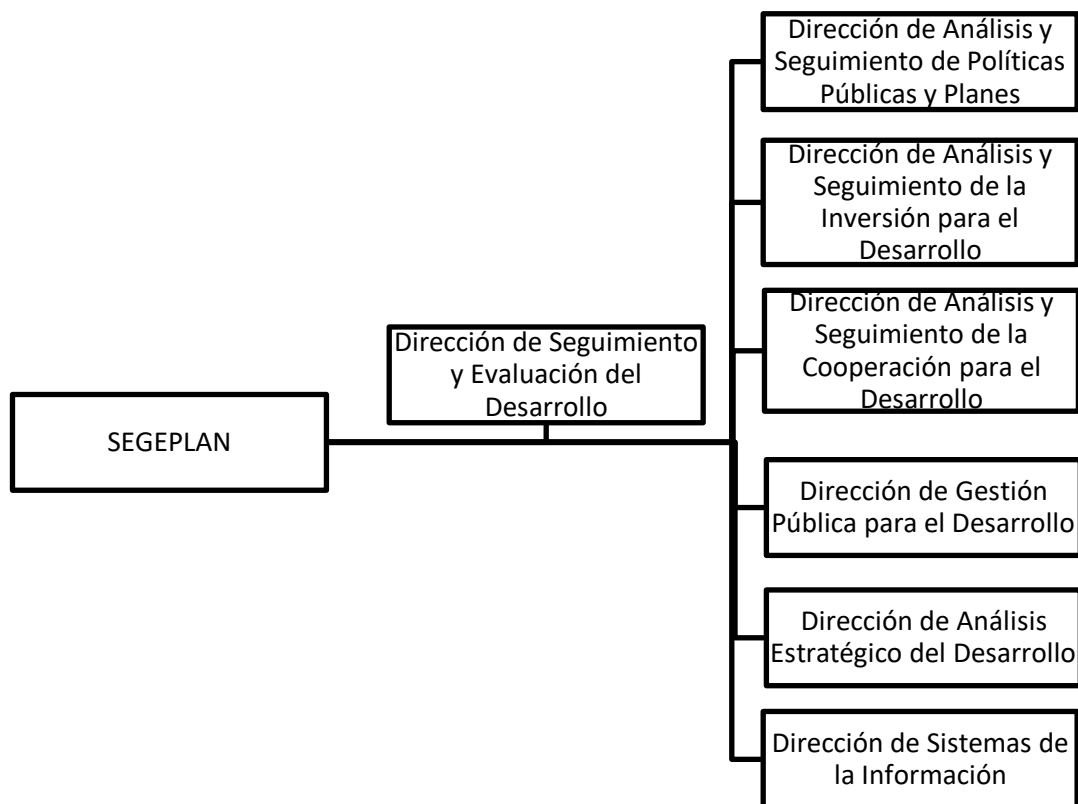 SEGEPLAN
Dirección de Seguimiento
y Evaluación del
Desarrollo
Dirección de Análisis y
Seguimiento de Políticas
Públicas y Planes
Dirección de Análisis y
Seguimiento de la
Inversión para el
Desarrollo
Dirección de Análisis y
Seguimiento de la
Cooperación para el
Desarrollo
Dirección de Gestión
Pública para el Desarrollo
Dirección de Análisis
Estratégico del Desarrollo
Dirección de Sistemas de
la Información